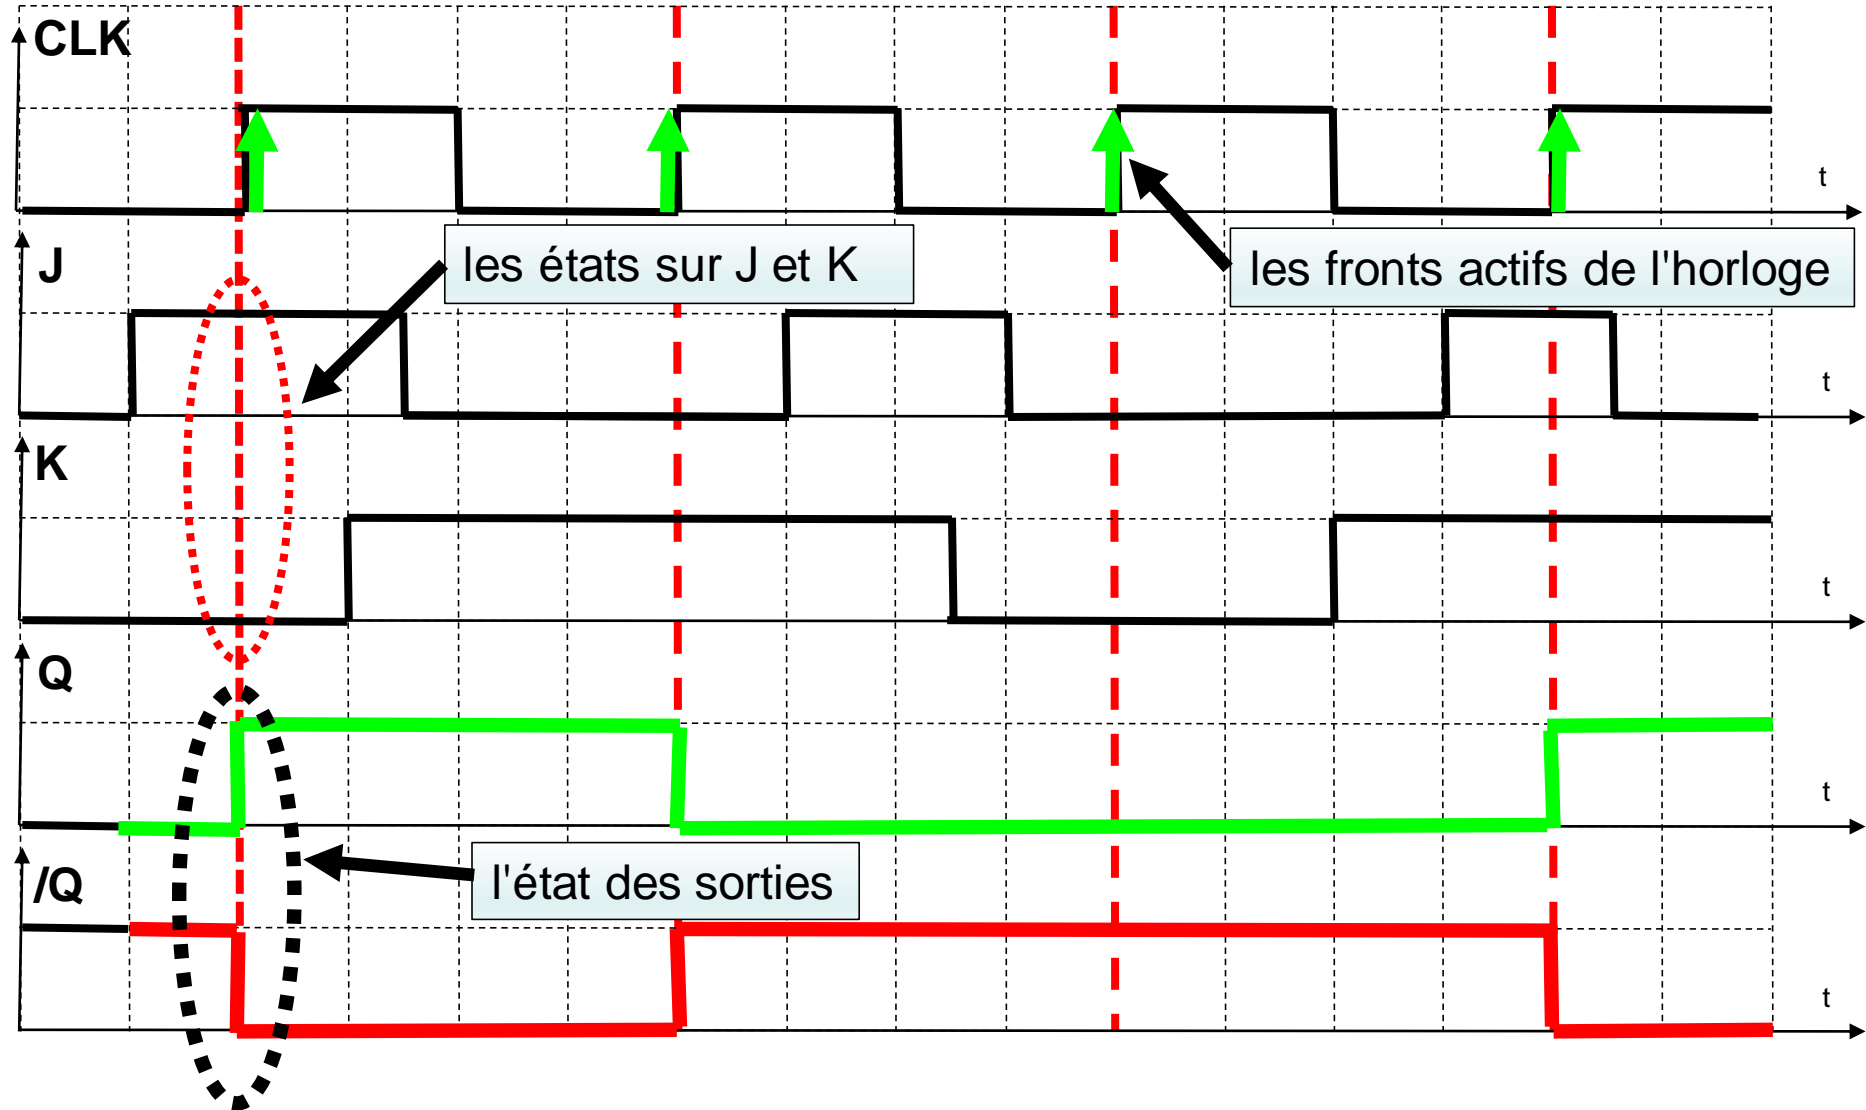 CLK
t
J
les états sur J et K
les fronts actifs de l'horloge
t
K
t
Q
t
/Q
l'état des sorties
t